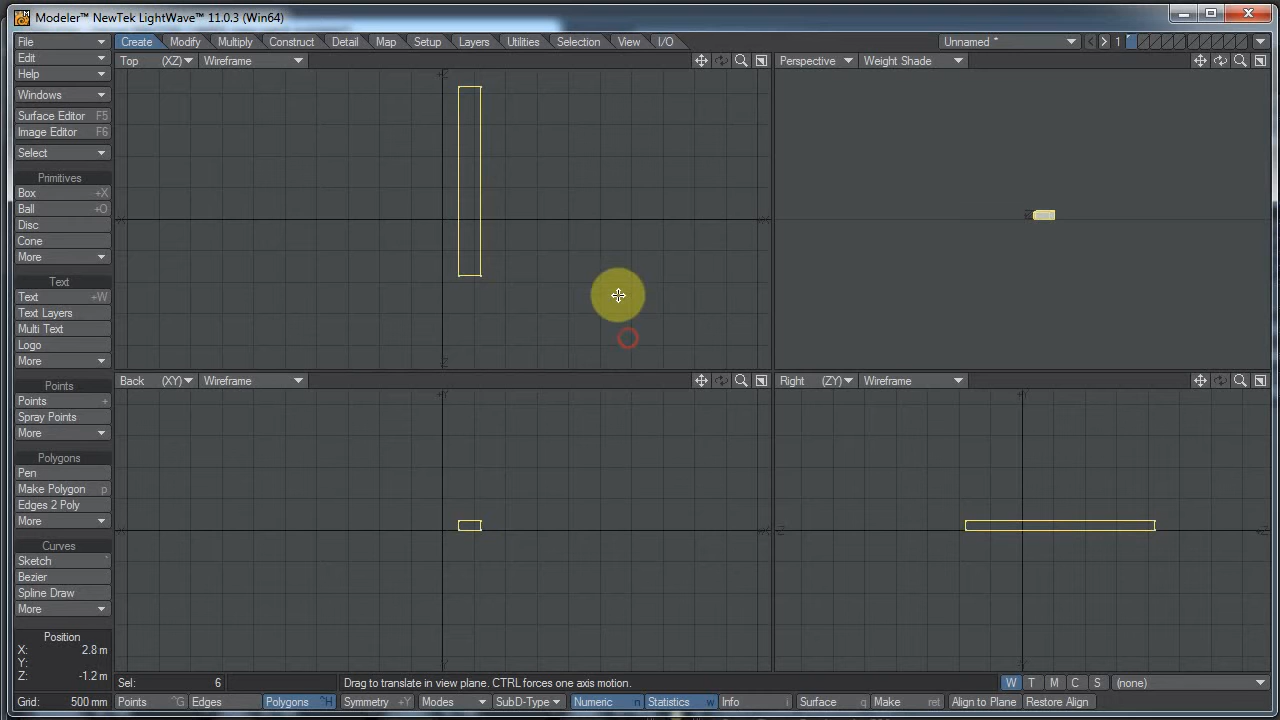 Modeler™ NewTek LightWave™ 11.0.3 (Win64)
File
Create Modify Multiply Construct Detail Map Setup Layers Utilities Selection View I/O
Unnamed * 1
Edit
Help
Top (XZ) Wireframe
Perspective Weight Shade
Windows
Surface Editor F5
Image Editor F6
Select
Primitives
Box +X
Ball +O
Disc
Cone
More
Text
Text +W
Text Layers
Multi Text
Logo
More
Back (XY) Wireframe
Right (ZY) Wireframe
Points
Points +
Spray Points
More
Polygons
Pen
Make Polygon p
Edges 2 Poly
More
Curves
Sketch `
Bezier
Spline Draw
More
Position
X: 2.8 m
Y:
Z: -1.2 m
Grid: 500 mm
Sel: 6
Drag to translate in view plane. CTRL forces one axis motion.
W T M C S (none)
Points ^G Edges Polygons ^H Symmetry +Y Modes SubD-Type Numeric n Statistics w Info i Surface q Make ret Align to Plane Restore Align